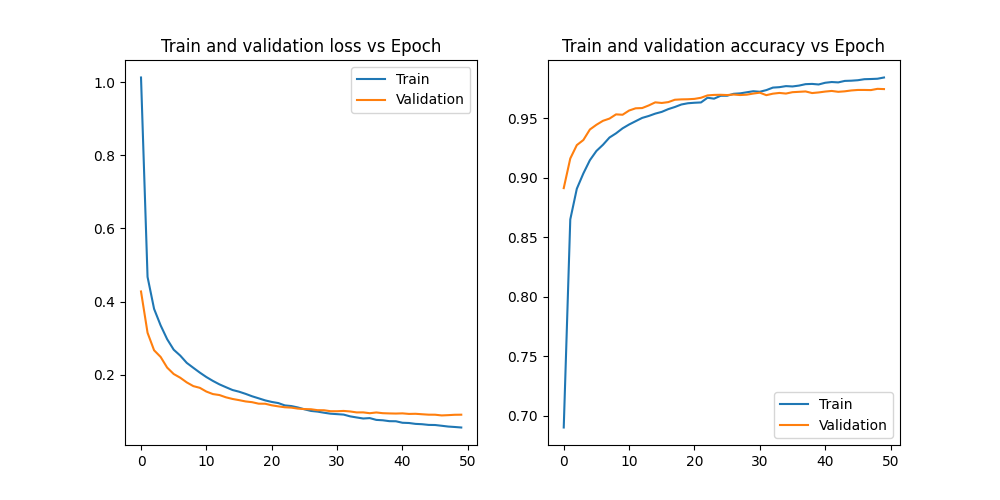 Train and validation loss vs Epoch
1.0
0.8
0.6
0.4
0.2
0 10 20 30 40 50
Train
Validation
Train and validation accuracy vs Epoch
0.95
0.90
0.85
0.80
0.75
0.70
0 10 20 30 40 50
Train
Validation